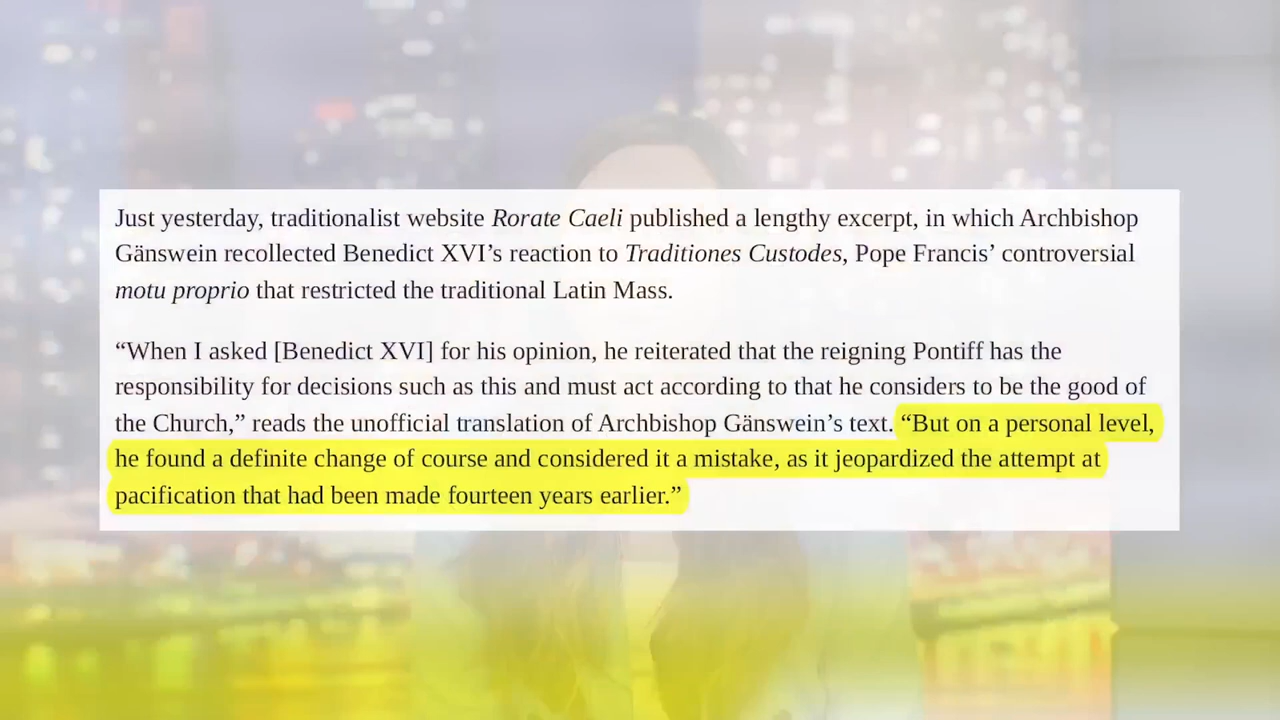 Just yesterday, traditionalist website Rorate Caeli published a lengthy excerpt, in which Archbishop
Gänswein recollected Benedict XVI’s reaction to Traditiones Custodes, Pope Francis’ controversial
motu proprio that restricted the traditional Latin Mass.
“When I asked [Benedict XVI] for his opinion, he reiterated that the reigning Pontiff has the
responsibility for decisions such as this and must act according to that he considers to be the good of
the Church,” reads the unofficial translation of Archbishop Gänswein’s text. “But on a personal level,
he found a definite change of course and considered it a mistake, as it jeopardized the attempt at
pacification that had been made fourteen years earlier.”